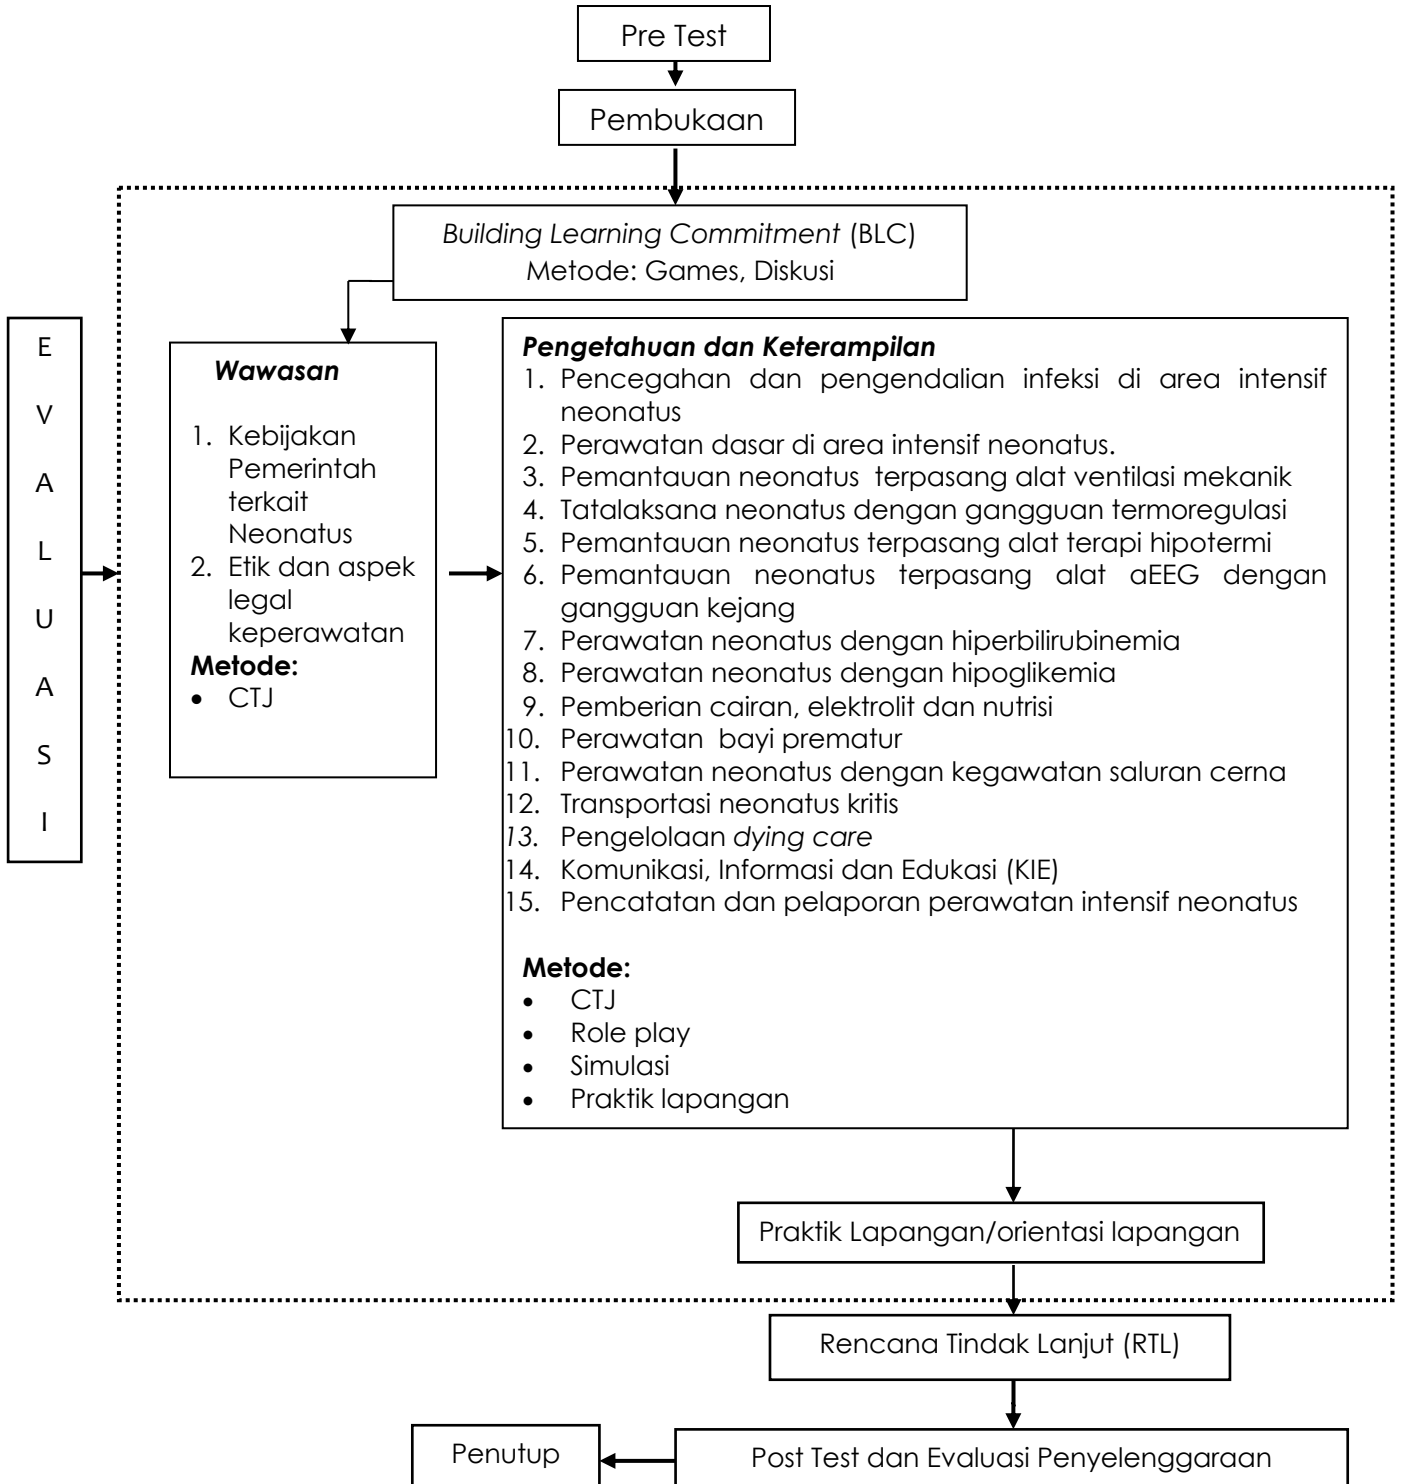 Pre Test
Pembukaan
Building Learning Commitment (BLC)
Metode: Games, Diskusi
E
V
A
L
U
A
S
I
Wawasan
1. Kebijakan
Pemerintah
terkait
Neonatus
2. Etik dan aspek
legal
keperawatan
Metode:
• CTJ
Pengetahuan dan Keterampilan
1. Pencegahan dan pengendalian infeksi di area intensif
neonatus
2. Perawatan dasar di area intensif neonatus.
3. Pemantauan neonatus terpasang alat ventilasi mekanik
4. Tatalaksana neonatus dengan gangguan termoregulasi
5. Pemantauan neonatus terpasang alat terapi hipotermi
6. Pemantauan neonatus terpasang alat aEEG dengan
gangguan kejang
7. Perawatan neonatus dengan hiperbilirubinemia
8. Perawatan neonatus dengan hipoglikemia
9. Pemberian cairan, elektrolit dan nutrisi
10. Perawatan bayi prematur
11. Perawatan neonatus dengan kegawatan saluran cerna
12. Transportasi neonatus kritis
13. Pengelolaan dying care
14. Komunikasi, Informasi dan Edukasi (KIE)
15. Pencatatan dan pelaporan perawatan intensif neonatus
Metode:
• CTJ
• Role play
• Simulasi
• Praktik lapangan
Praktik Lapangan/orientasi lapangan
Rencana Tindak Lanjut (RTL)
Post Test dan Evaluasi Penyelenggaraan
Penutup